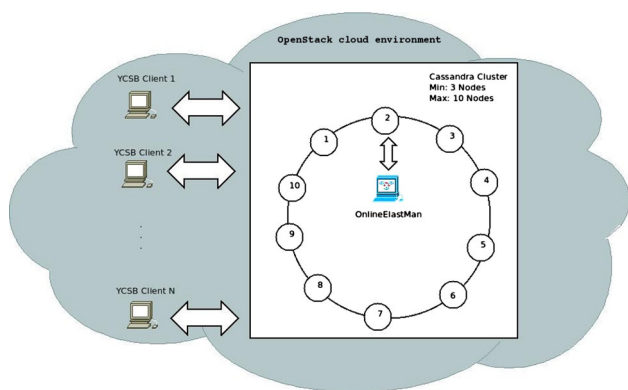 OpenStack cloud environment
YCSB Client 1
Cassandra Cluster
Min: 3 Nodes
Max: 10 Nodes
2
1
3
YCSB Client 2
10
4
OnlineElastMan
9
5
.
.
.
8
6
YCSB Client N
7